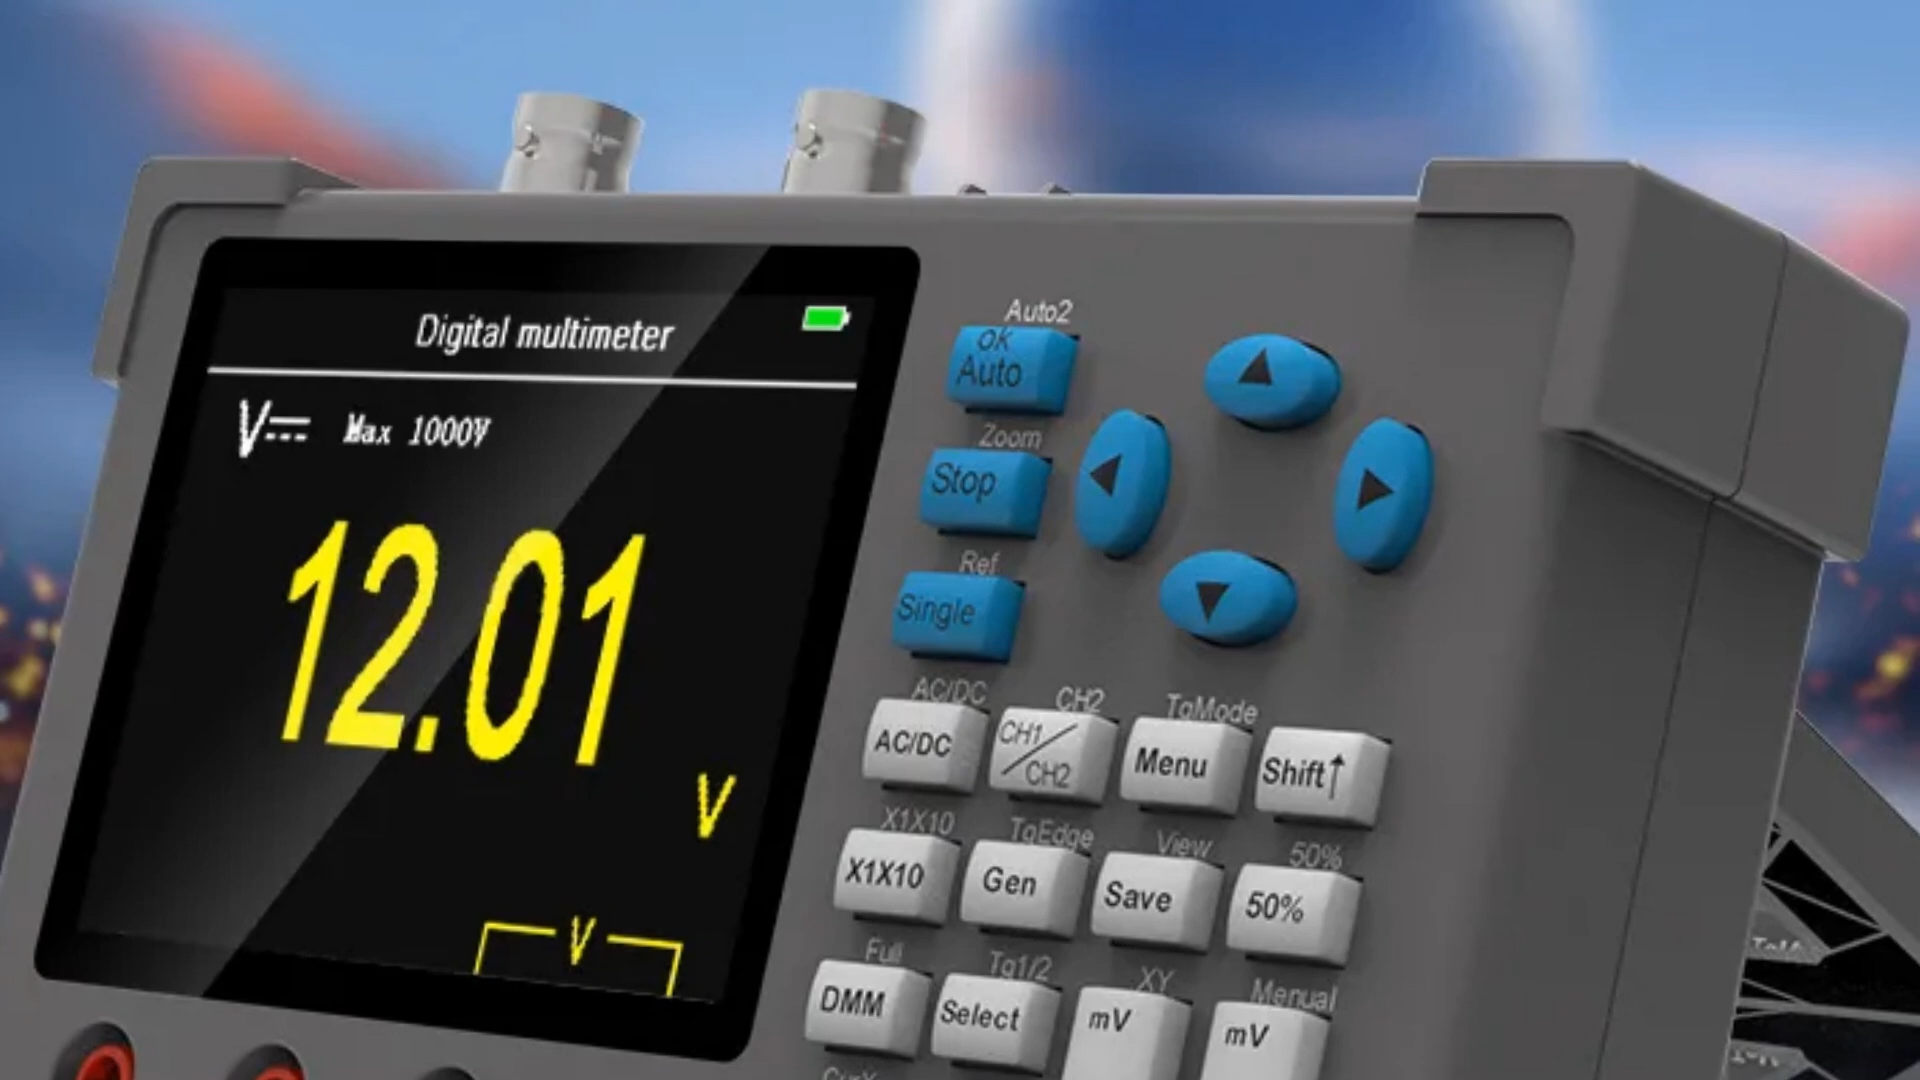 Digital multimeter
V Max 1000V
12.01
V
V
Auto2
ok
Auto
Zoom
Stop
Ref
Single
AC/DC CH2 TgMode
AC/DC CH1/CH2 Menu Shift↑
X1X10 TgEdge View 50%
X1X10 Gen Save 50%
Full Tg1/2 XY Menual
DMM Select mV mV